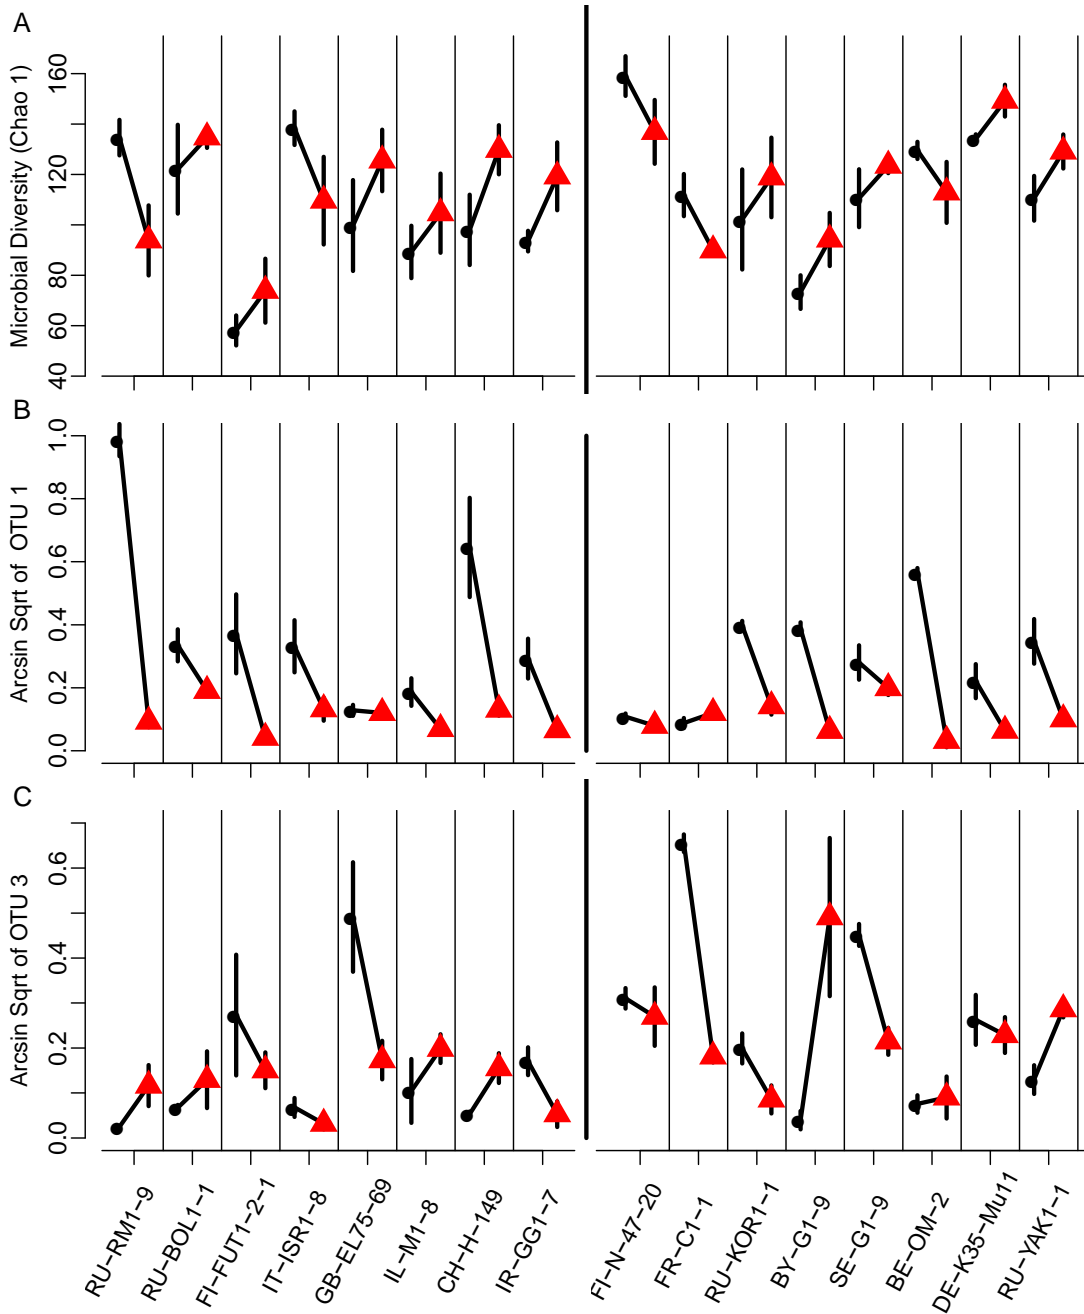 A
Microbial Diversity (Chao 1)
160
120
80
60
40
B
Arcsin Sqrt of OTU 1
1.0
0.8
0.6
0.4
0.2
0.0
C
Arcsin Sqrt of OTU 3
0.6
0.4
0.2
0.0
RU−RM1−9
RU−BOL1−1
FI−FUT1−2−1
IT−ISR1−8
GB−EL75−69
IL−M1−8
CH−H−149
IR−GG1−7
FI−N−47−20
FR−C1−1
RU−KOR1−1
BY−G1−9
SE−G1−9
BE−OM−2
DE−K35−Mu11
RU−YAK1−1